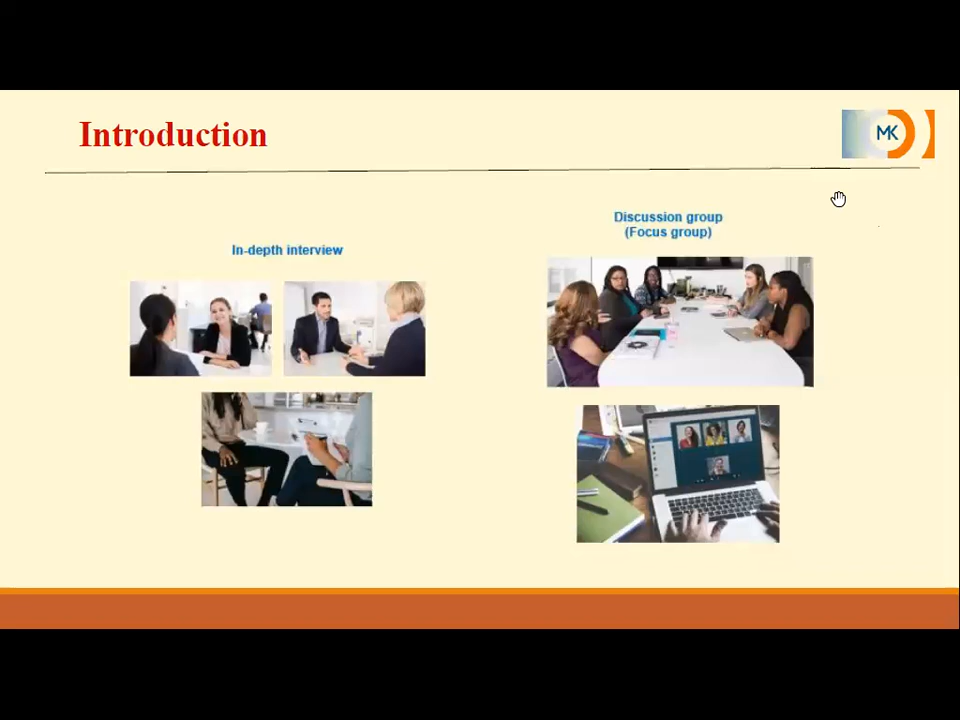 Introduction
MK
In-depth interview
Discussion group
(Focus group)